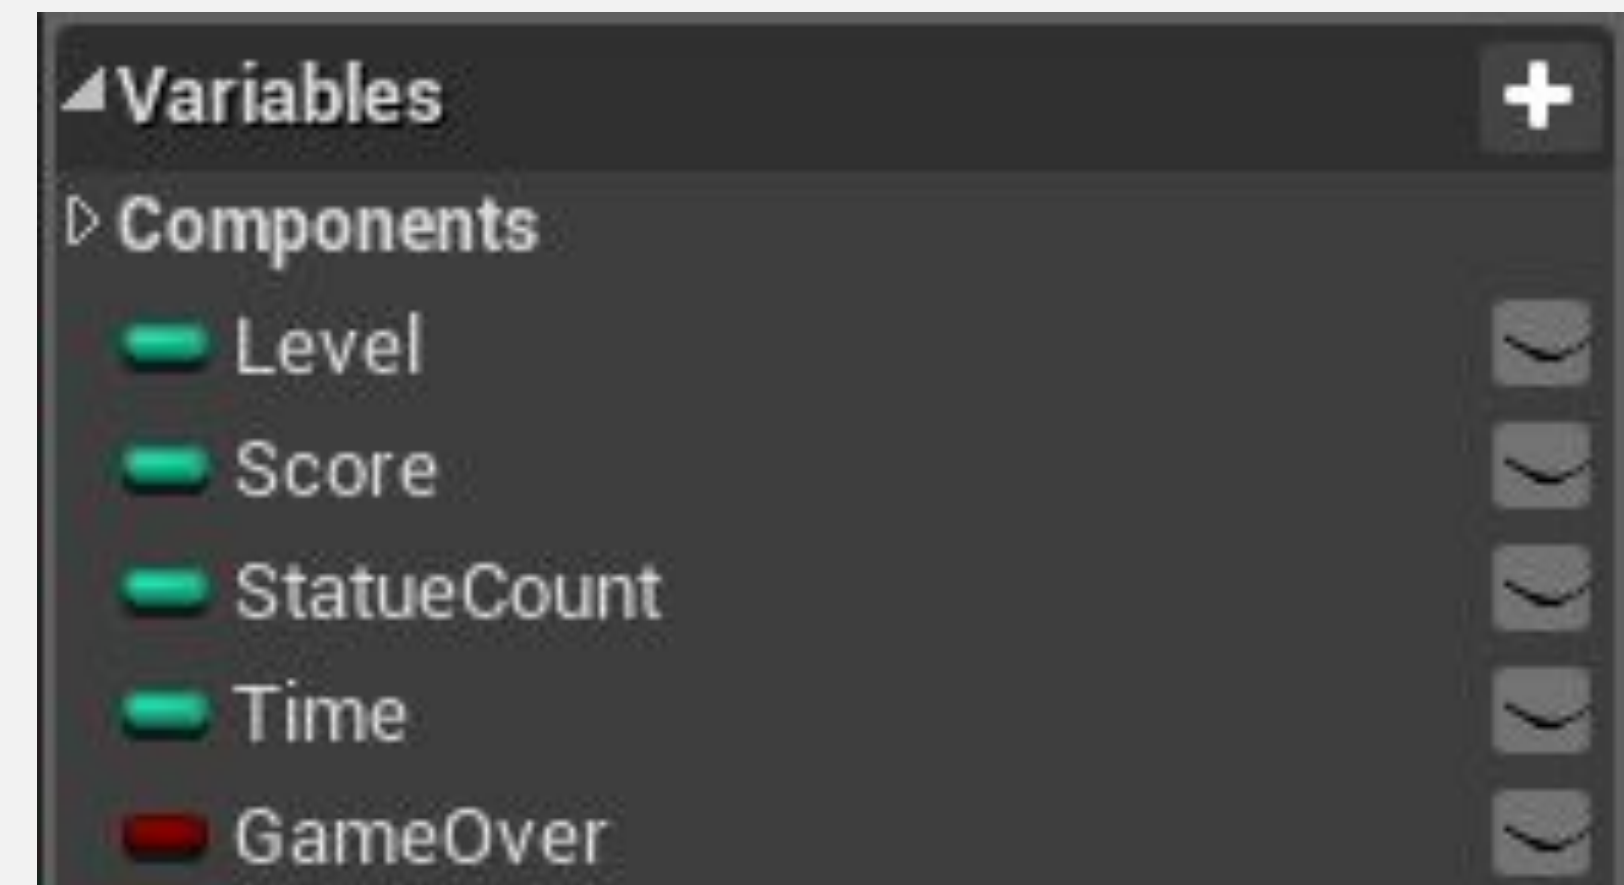 Variables
Components
Level
Score
StatueCount
Time
GameOver